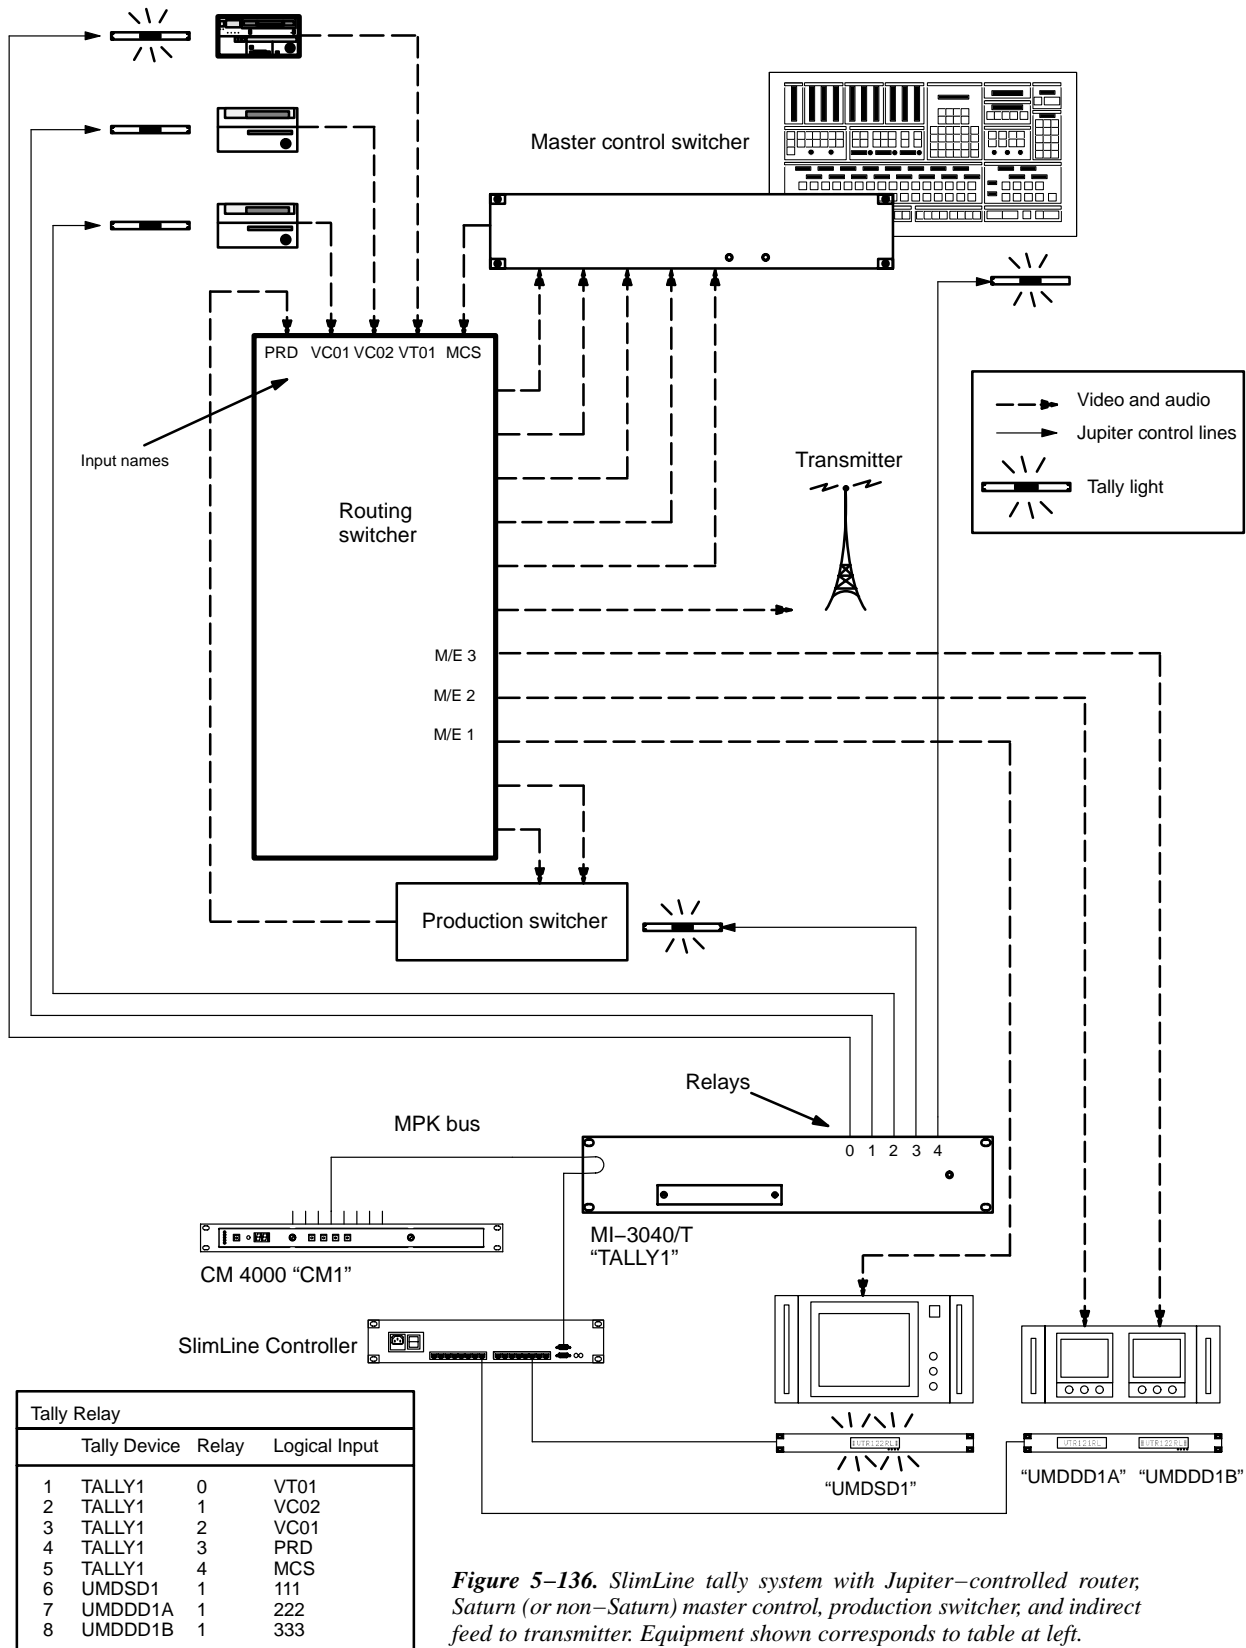 Master control switcher
PRD VC01 VC02 VT01 MCS
Input names
Routing
switcher
Video and audio
Jupiter control lines
Tally light
Transmitter
M/E 3
M/E 2
M/E 1
Production switcher
Relays
MPK bus
0 1 2 3 4
MI–3040/T
“TALLY1”
CM 4000 “CM1”
SlimLine Controller
VTR122RL
“UMDSD1”
VTR121RL VTR122RL
“UMDDD1A” “UMDDD1B”
Tally Relay
Tally Device Relay Logical Input
1 TALLY1 0 VT01
2 TALLY1 1 VC02
3 TALLY1 2 VC01
4 TALLY1 3 PRD
5 TALLY1 4 MCS
6 UMDSD1 1 111
7 UMDDD1A 1 222
8 UMDDD1B 1 333
Figure 5–136. SlimLine tally system with Jupiter–controlled router,
Saturn (or non–Saturn) master control, production switcher, and indirect
feed to transmitter. Equipment shown corresponds to table at left.